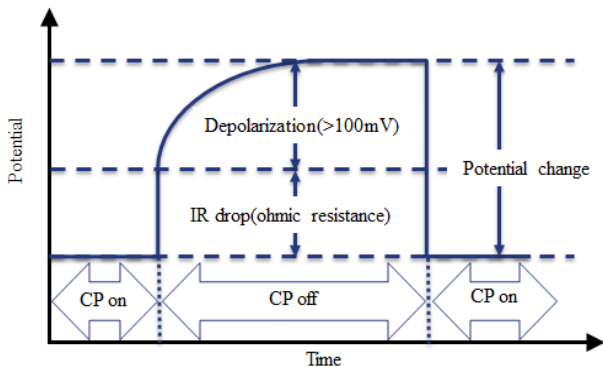 Potential
Depolarization(>100mV)
Potential change
IR drop(ohmic resistance)
CP on
CP off
CP on
Time